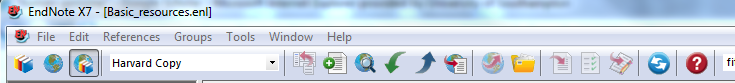 EndNote X7 - [Basic_resources.enl]
File Edit References Groups Tools Window Help
Harvard Copy